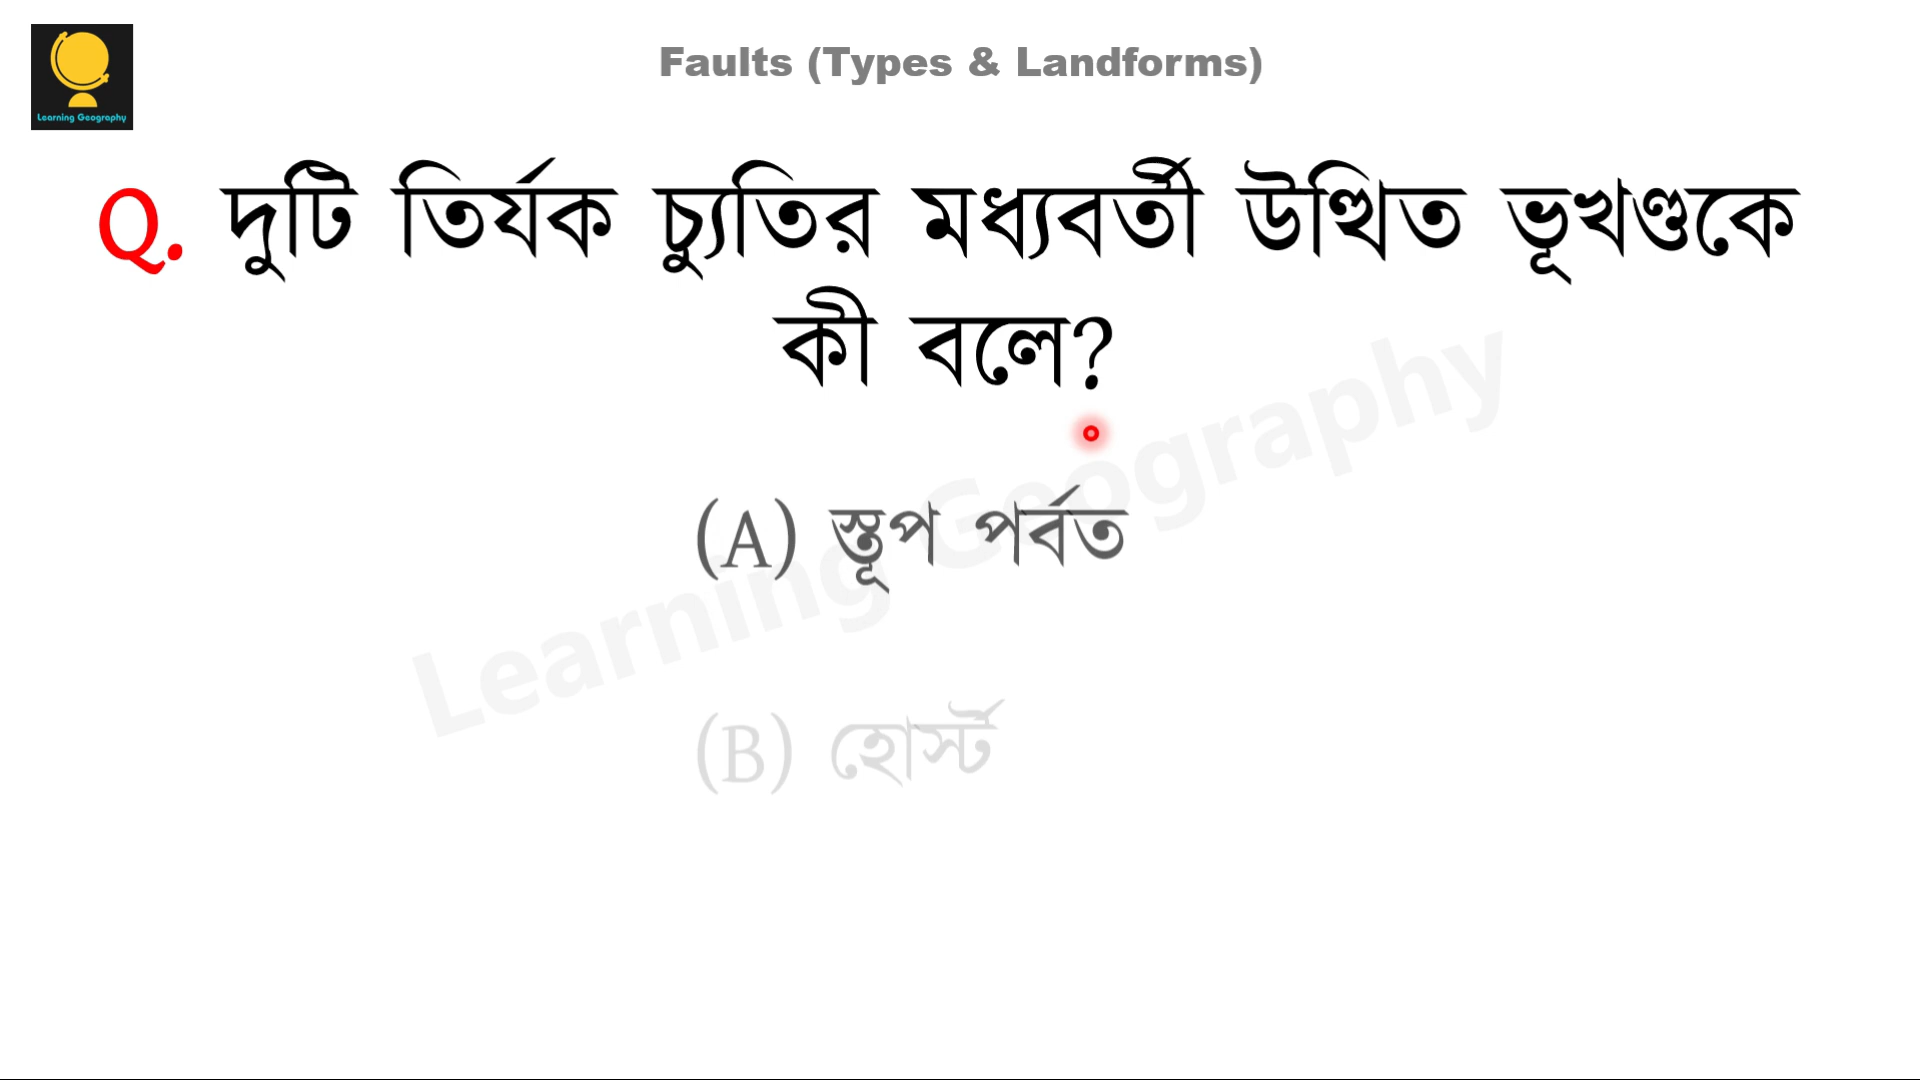 Learning Geography
Faults (Types & Landforms)
Q. দুটি তির্যক চ্যুতির মধ্যবর্তী উত্থিত ভূখণ্ডকে
কী বলে?
(A) স্তূপ পর্বত
(B) হোর্স্ট
Learning Geography